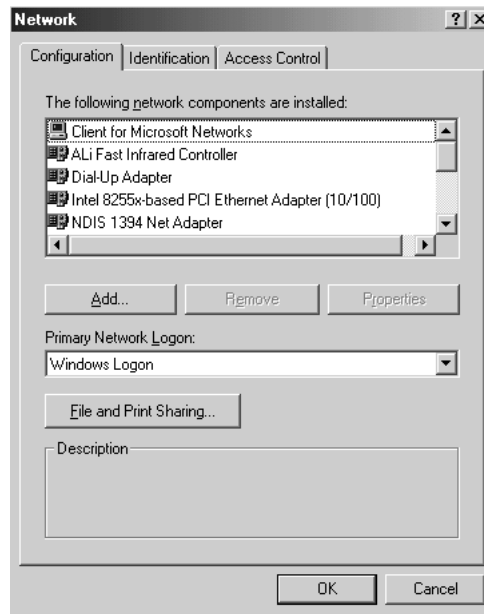 Network
Configuration Identification Access Control
The following network components are installed:
Client for Microsoft Networks
ALi Fast Infrared Controller
Dial-Up Adapter
Intel 8255x-based PCI Ethernet Adapter (10/100)
NDIS 1394 Net Adapter
Add... Remove Properties
Primary Network Logon:
Windows Logon
File and Print Sharing...
Description
OK Cancel